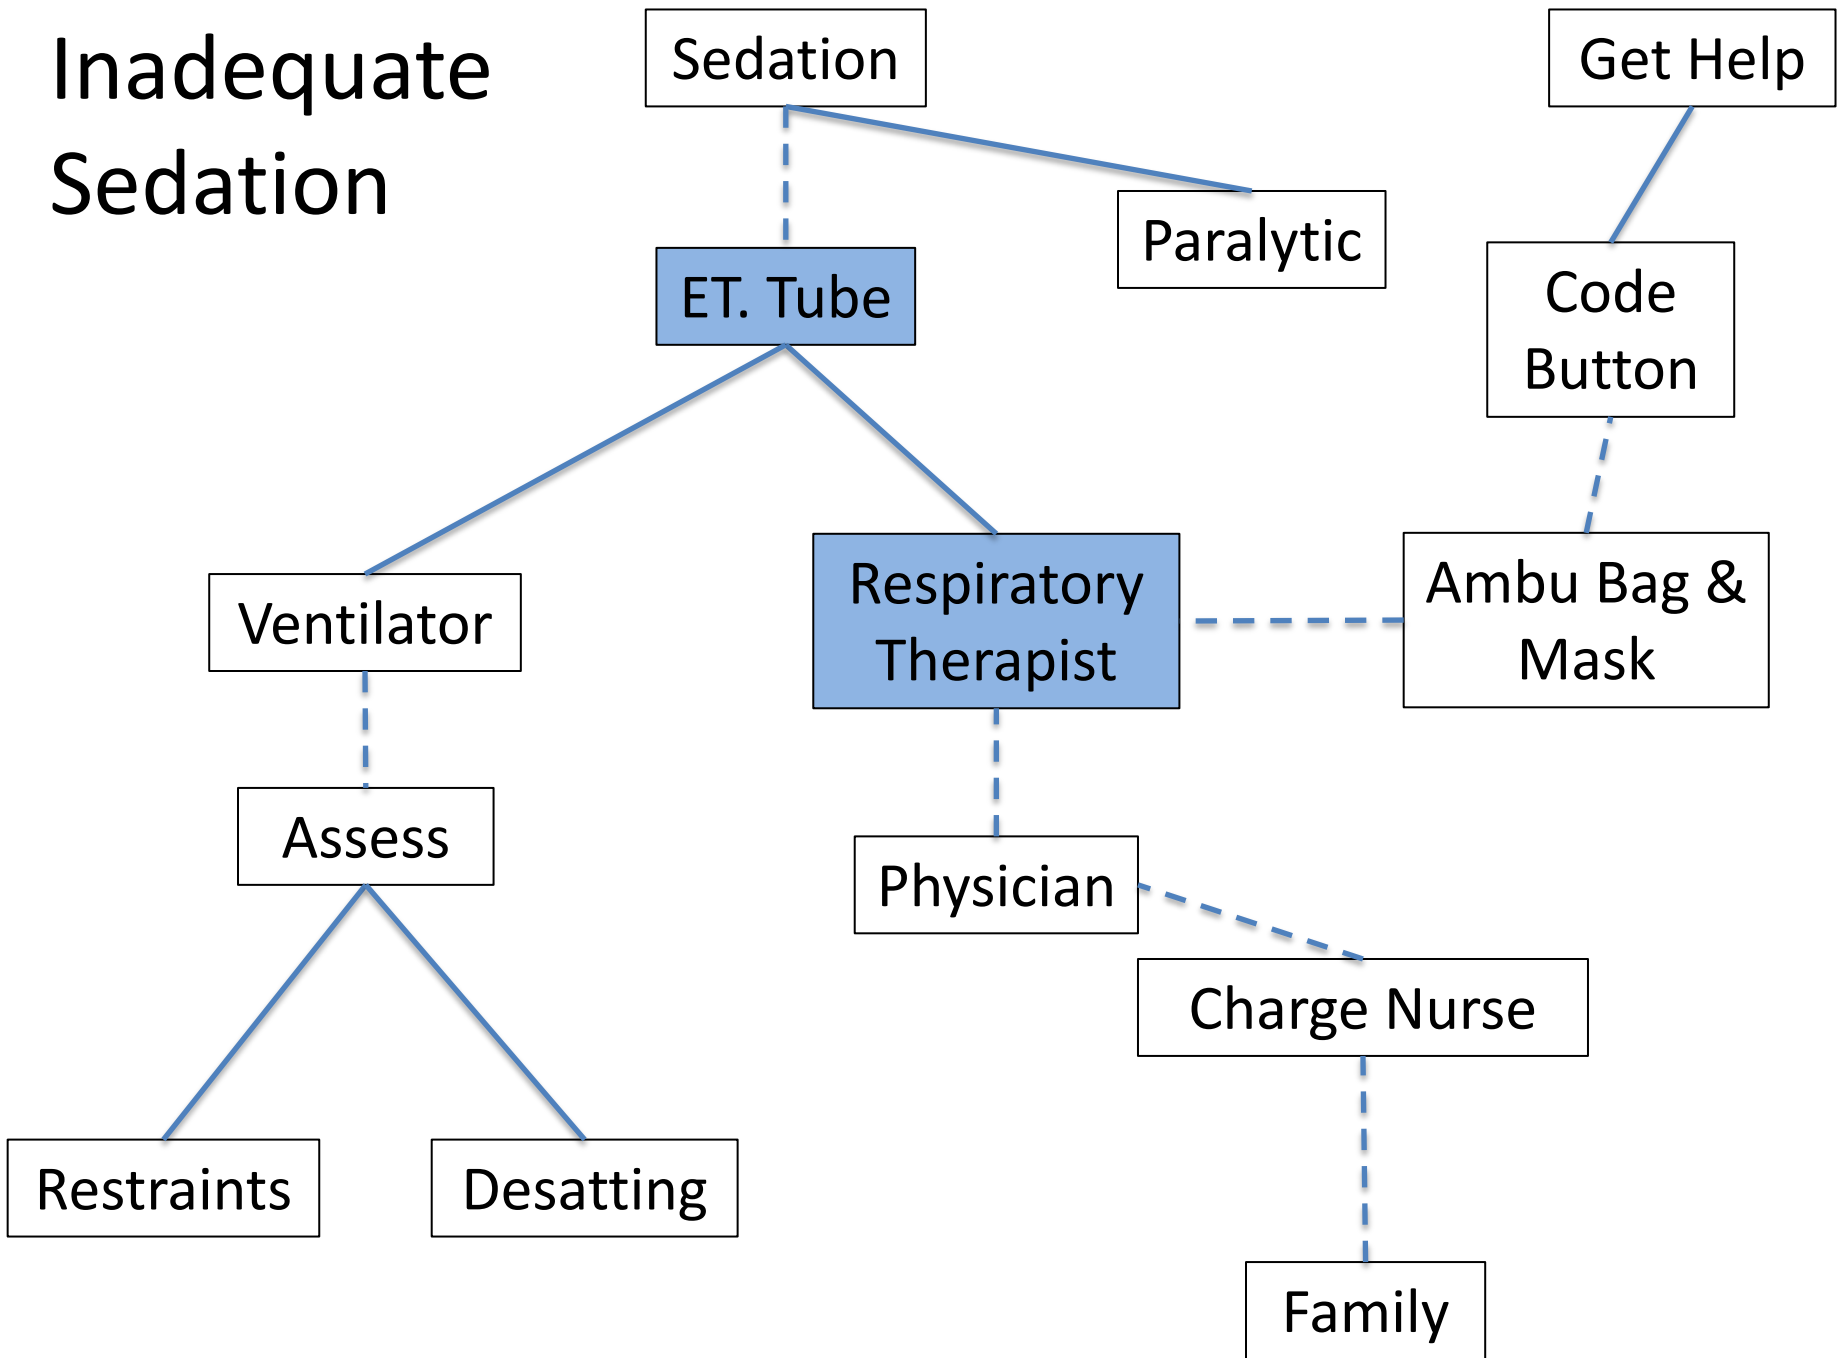 Inadequate
Sedation
Sedation
Get Help
Paralytic
ET. Tube
Code
Button
Respiratory
Therapist
Ambu Bag &
Mask
Ventilator
Assess
Physician
Charge Nurse
Restraints
Desatting
Family